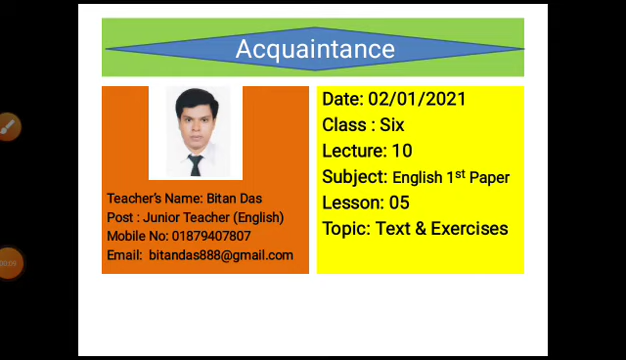 Acquaintance
Teacher's Name: Bitan Das
Post : Junior Teacher (English)
Mobile No: 01879407807
Email: bitandas888@gmail.com
Date: 02/01/2021
Class : Six
Lecture: 10
Subject: English 1st Paper
Lesson: 05
Topic: Text & Exercises